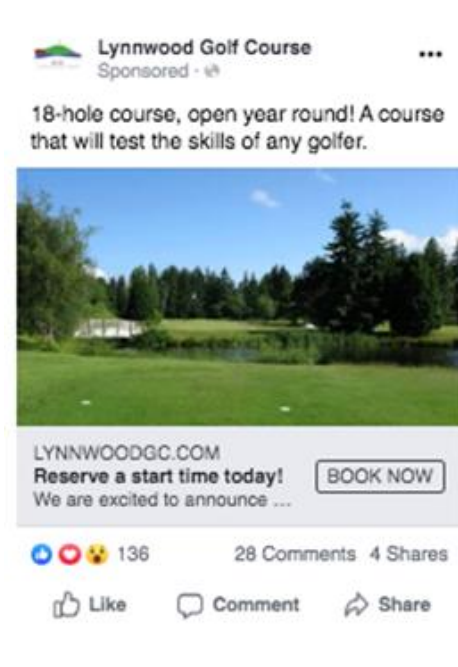 Lynnwood Golf Course
Sponsored ·
18-hole course, open year round! A course
that will test the skills of any golfer.
LYNNWOODGC.COM
Reserve a start time today!
BOOK NOW
We are excited to announce ...
136
28 Comments 4 Shares
Like Comment Share